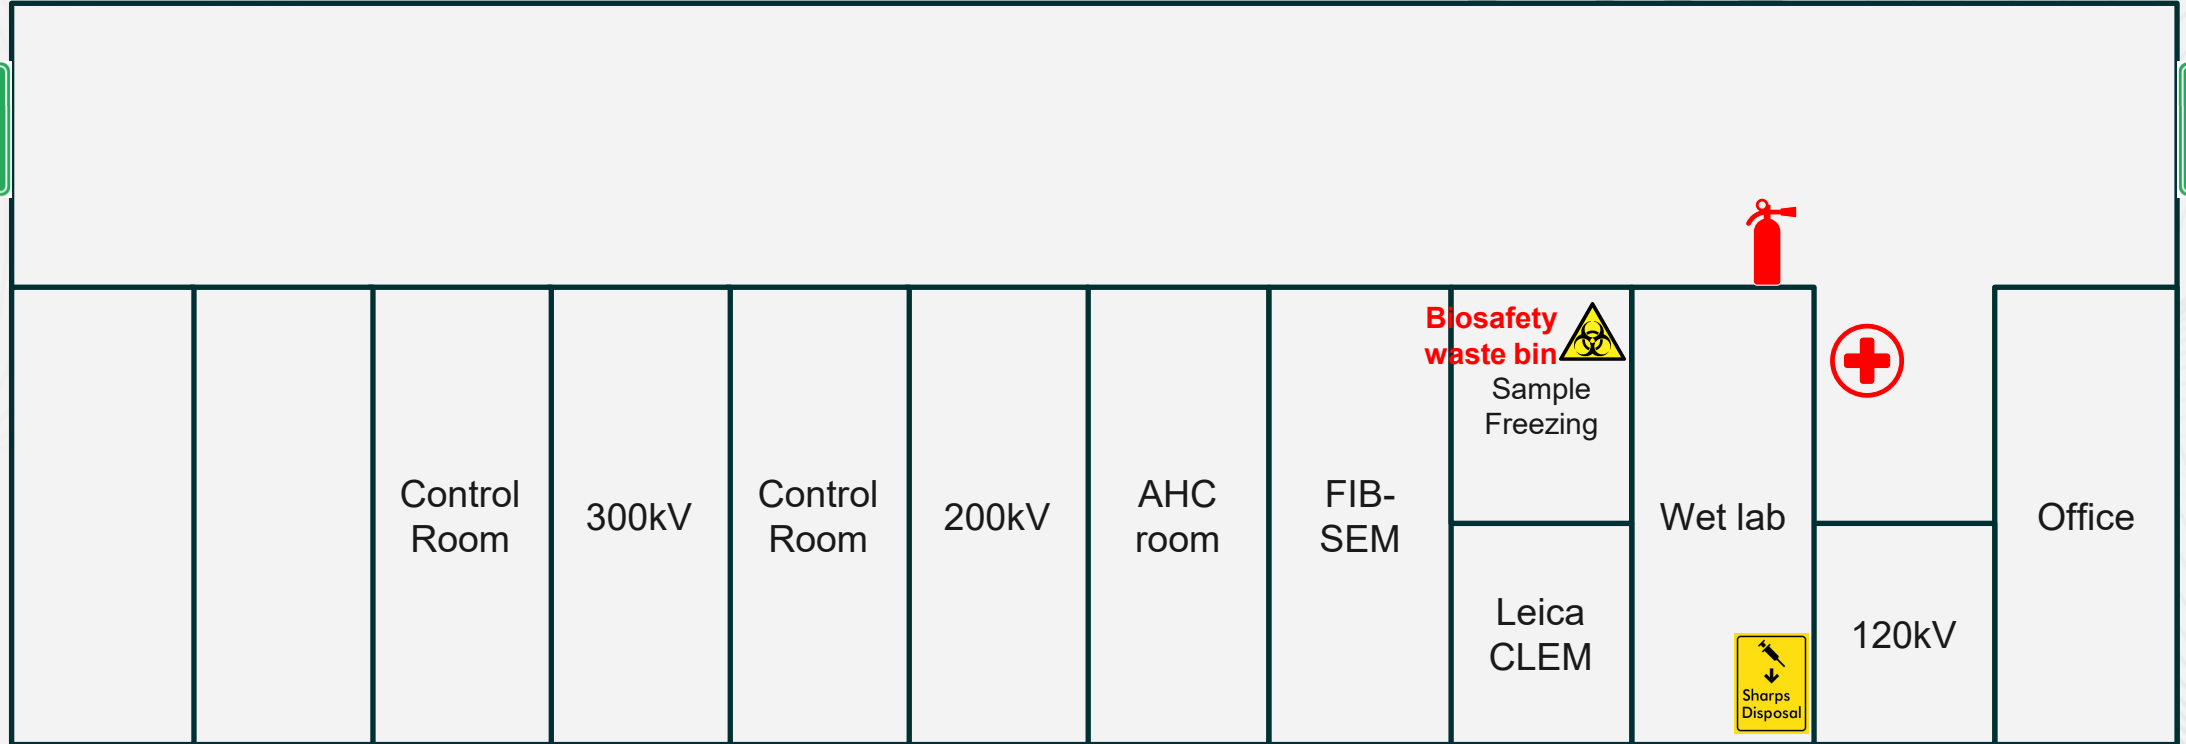 Biosafety
waste bin
Sample
Freezing
Control
Room
300kV
Control
Room
200kV
AHC
room
FIB-
SEM
Leica
CLEM
Wet lab
Sharps
Disposal
120kV
Office